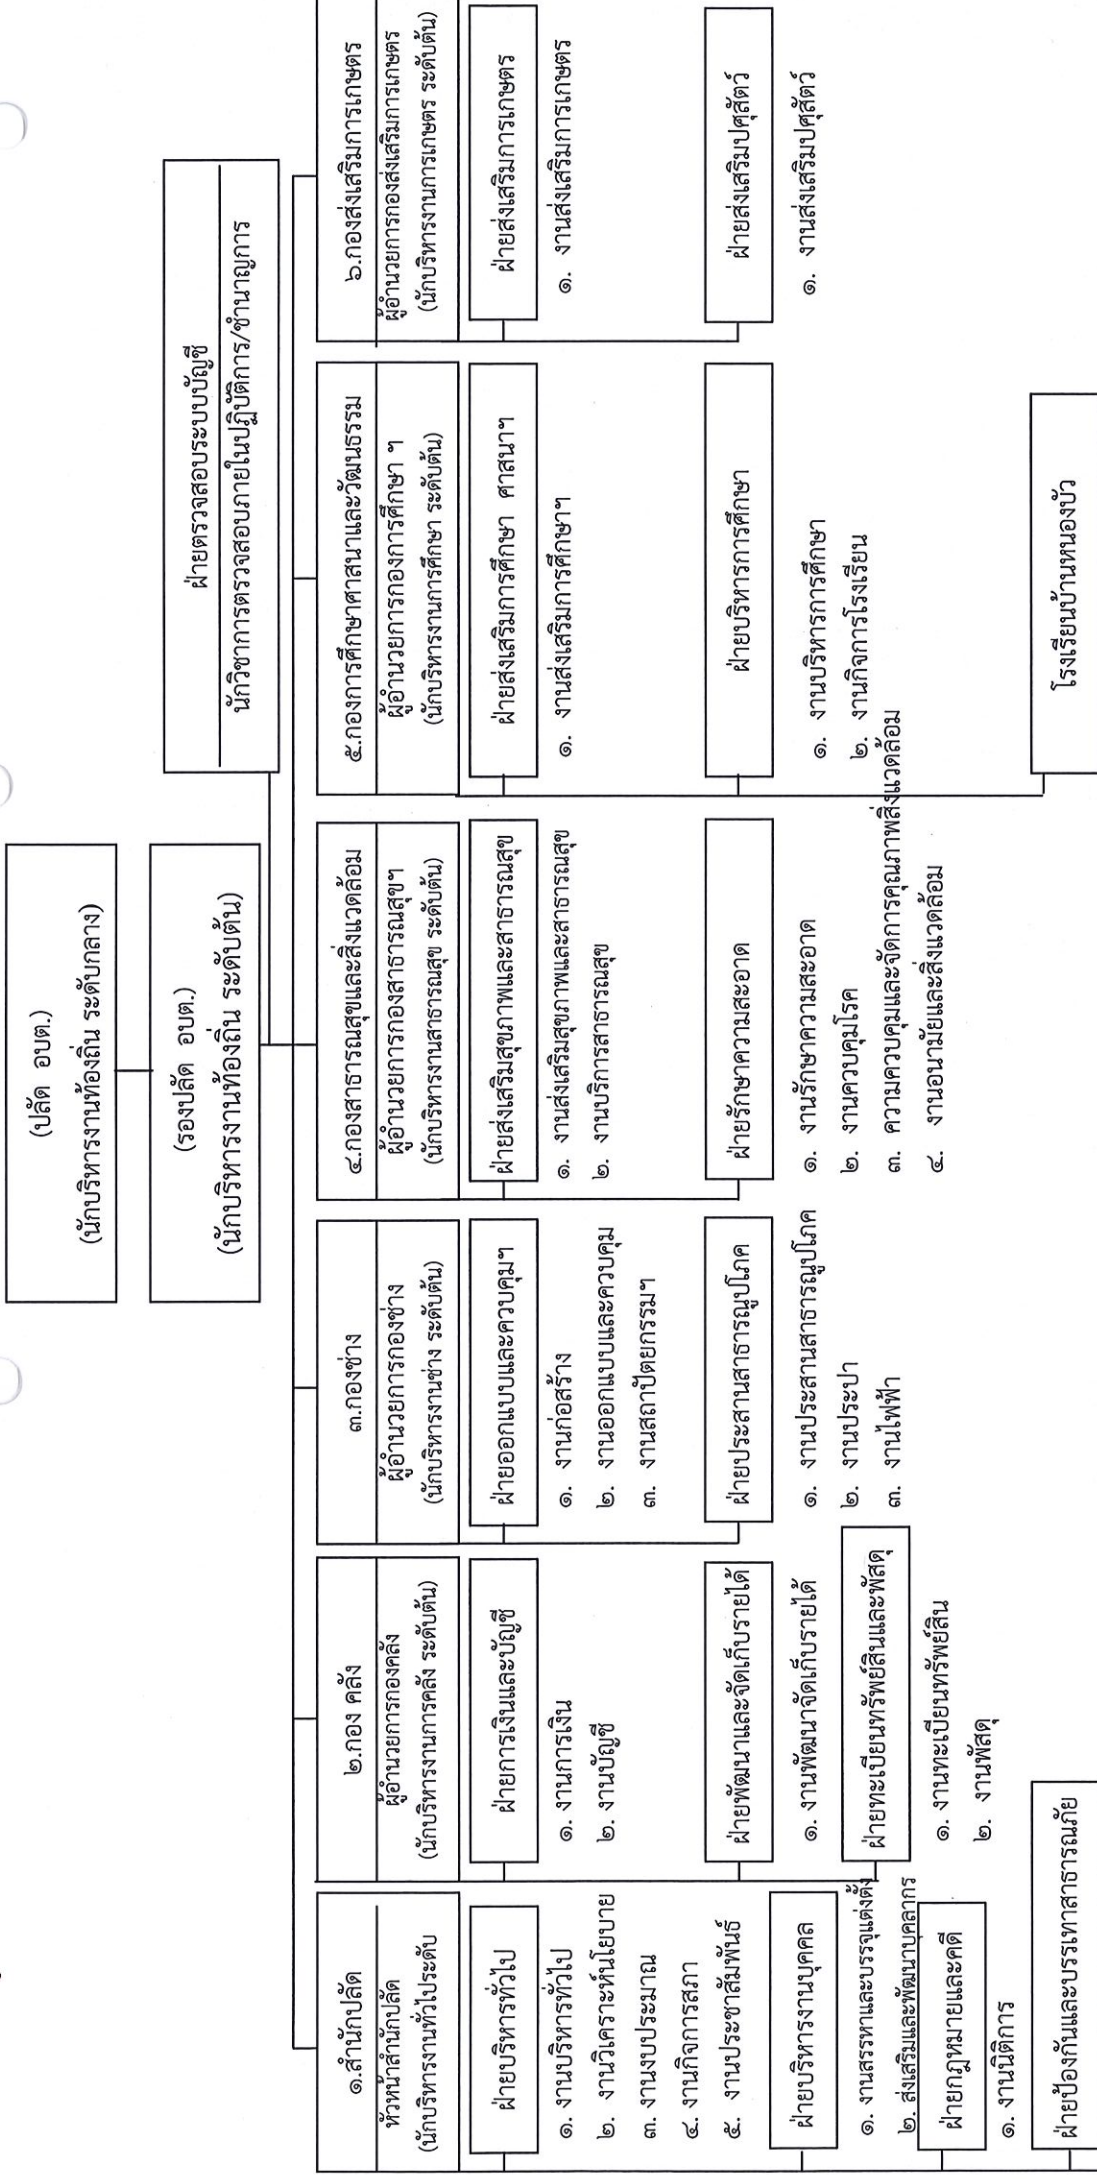 (ปลัด อบต.)
(นักบริหารงานท้องถิ่น ระดับกลาง)
(รองปลัด อบต.)
(นักบริหารงานท้องถิ่น ระดับต้น)
ฝ่ายตรวจสอบระบบบัญชี
นักวิชาการตรวจสอบภายในปฏิบัติการ/ชำนาญการ
๑.สำนักปลัด
หัวหน้าสำนักปลัด
(นักบริหารงานทั่วไประดับ
ฝ่ายบริหารทั่วไป
๑. งานบริหารทั่วไป
๒. งานวิเคราะห์นโยบาย
๓. งานงบประมาณ
๔. งานกิจการสภา
๕. งานประชาสัมพันธ์
ฝ่ายบริหารงานบุคคล
๑. งานสรรหาและบรรจุแต่งตั้ง
๒. ส่งเสริมและพัฒนาบุคลากร
ฝ่ายกฎหมายและคดี
๑. งานนิติการ
ฝ่ายป้องกันและบรรเทาสาธารณภัย
๒.กอง คลัง
ผู้อำนวยการกองคลัง
(นักบริหารงานการคลัง ระดับต้น)
ฝ่ายการเงินและบัญชี
๑. งานการเงิน
๒. งานบัญชี
ฝ่ายพัฒนาและจัดเก็บรายได้
๑. งานพัฒนาจัดเก็บรายได้
ฝ่ายทะเบียนทรัพย์สินและพัสดุ
๑. งานทะเบียนทรัพย์สิน
๒. งานพัสดุ
๓.กองช่าง
ผู้อำนวยการกองช่าง
(นักบริหารงานช่าง ระดับต้น)
ฝ่ายออกแบบและควบคุมฯ
๑. งานก่อสร้าง
๒. งานออกแบบและควบคุม
๓. งานสถาปัตยกรรมฯ
ฝ่ายประสานสาธารณูปโภค
๑. งานประสานสาธารณูปโภค
๒. งานประปา
๓. งานไฟฟ้า
๔.กองสาธารณสุขและสิ่งแวดล้อม
ผู้อำนวยการกองสาธารณสุขฯ
(นักบริหารงานสาธารณสุข ระดับต้น)
ฝ่ายส่งเสริมสุขภาพและสาธารณสุข
๑. งานส่งเสริมสุขภาพและสาธารณสุข
๒. งานบริการสาธารณสุข
ฝ่ายรักษาความสะอาด
๑. งานรักษาความสะอาด
๒. งานควบคุมโรค
๓. ความควบคุมและจัดการคุณภาพสิ่งแวดล้อม
๔. งานอนามัยและสิ่งแวดล้อม
๕.กองการศึกษาศาสนาและวัฒนธรรม
ผู้อำนวยการกองการศึกษา ฯ
(นักบริหารงานการศึกษา ระดับต้น)
ฝ่ายส่งเสริมการศึกษา ศาสนาฯ
๑. งานส่งเสริมการศึกษาฯ
ฝ่ายบริหารการศึกษา
๑. งานบริหารการศึกษา
๒. งานกิจการโรงเรียน
โรงเรียนบ้านหนองบัว
๖.กองส่งเสริมการเกษตร
ผู้อำนวยการกองส่งเสริมการเกษตร
(นักบริหารงานการเกษตร ระดับต้น)
ฝ่ายส่งเสริมการเกษตร
๑. งานส่งเสริมการเกษตร
ฝ่ายส่งเสริมปศุสัตว์
๑. งานส่งเสริมปศุสัตว์